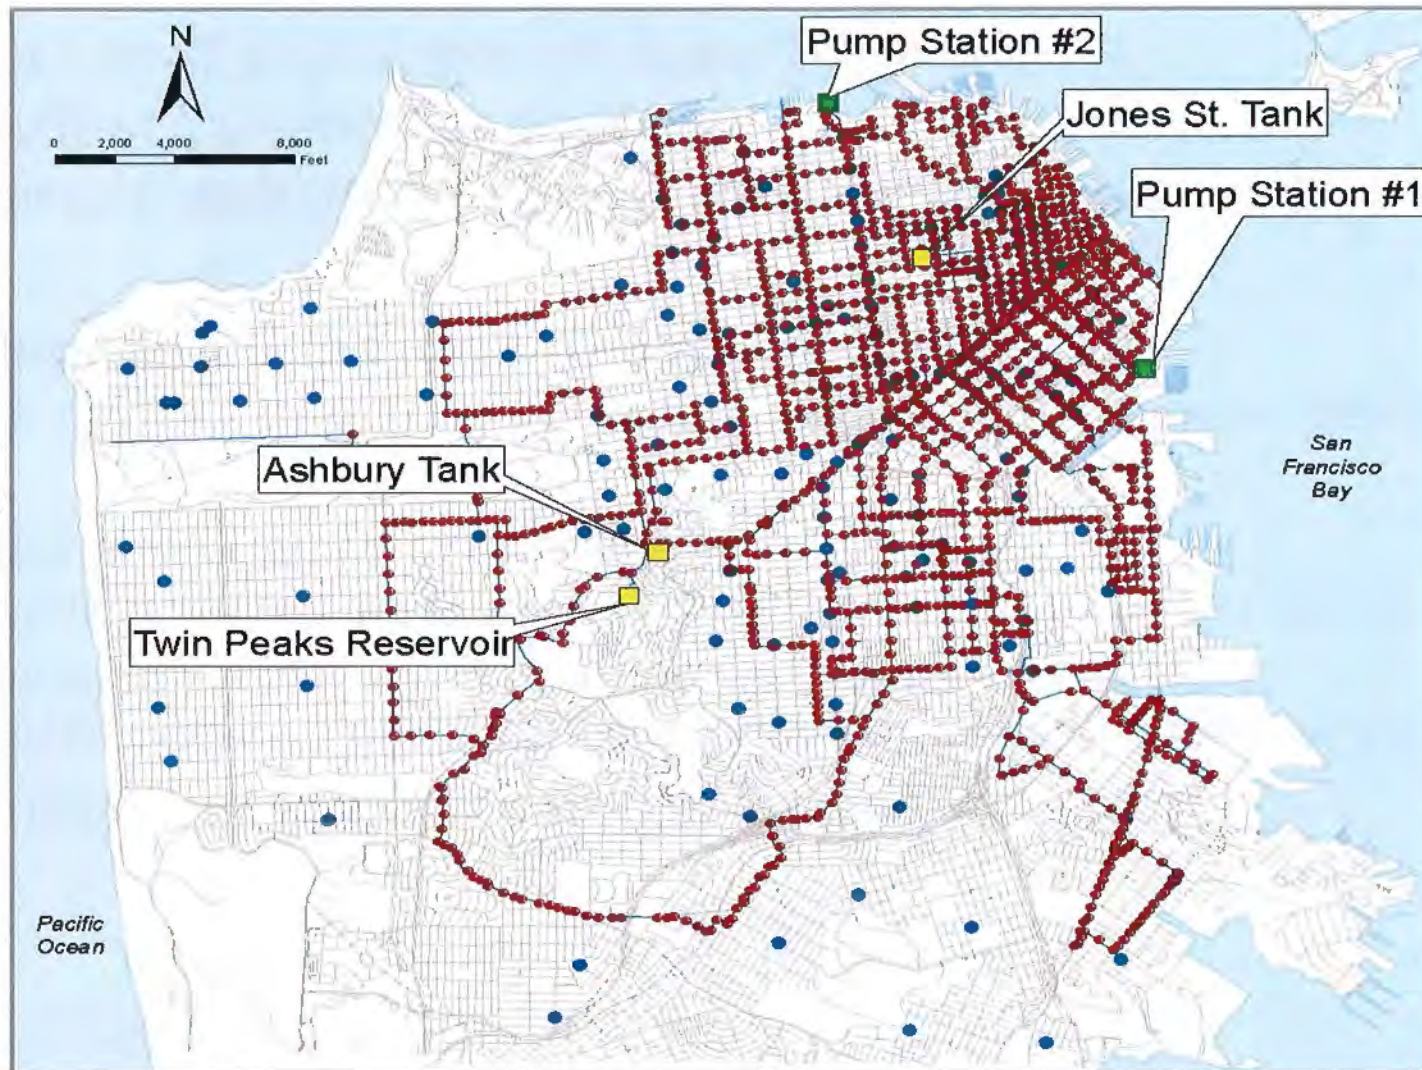 N
0 2,000 4,000 8,000
Feet
Pump Station #2
Jones St. Tank
Pump Station #1
Ashbury Tank
San
Francisco
Bay
Twin Peaks Reservoir
Pacific
Ocean